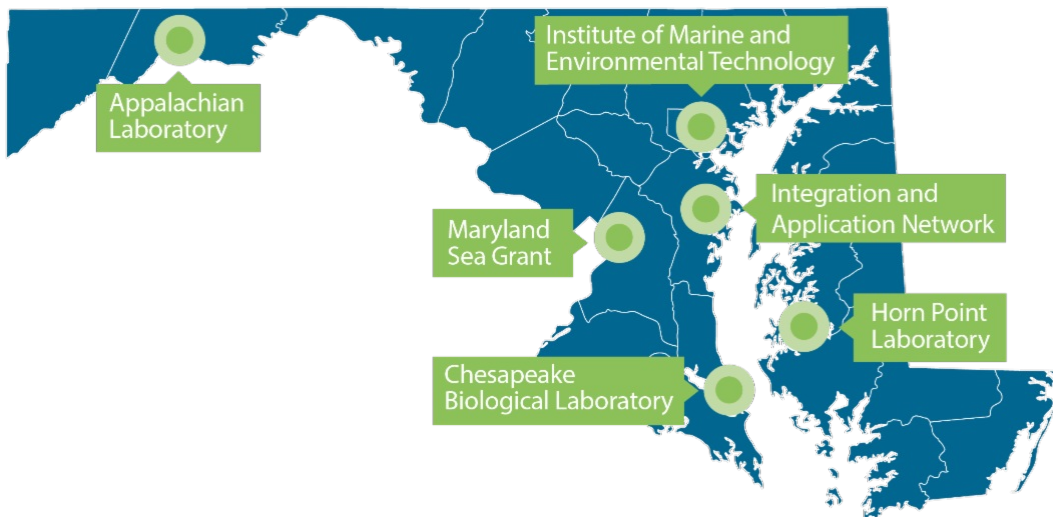 Institute of Marine and
Environmental Technology
Appalachian
Laboratory
Integration and
Application Network
Maryland
Sea Grant
Horn Point
Laboratory
Chesapeake
Biological Laboratory